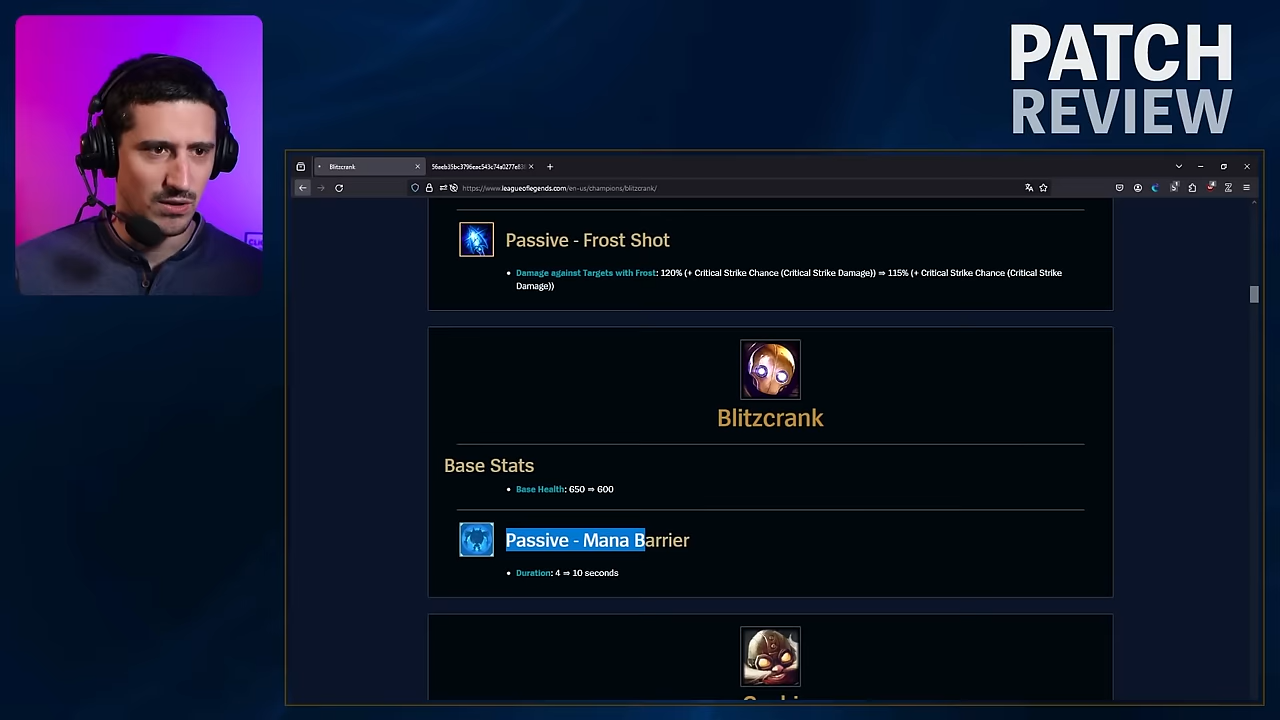 PATCH
REVIEW
Blitzcrank
https://www.leagueoflegends.com/en-us/champions/blitzcrank/
Passive - Frost Shot
• Damage against Targets with Frost: 120% (+ Critical Strike Chance (Critical Strike Damage)) ⇒ 115% (+ Critical Strike Chance (Critical Strike
Damage))
Blitzcrank
Base Stats
• Base Health: 650 ⇒ 600
Passive - Mana Barrier
• Duration: 4 ⇒ 10 seconds